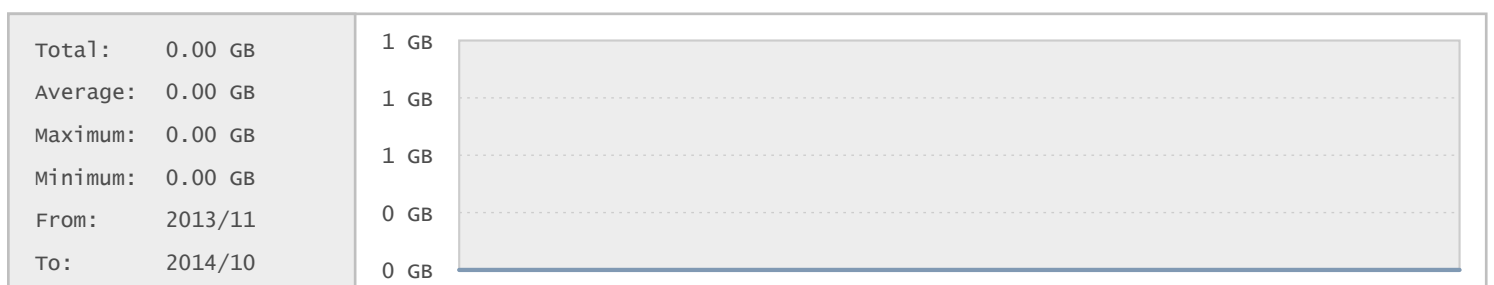 Total: 0.00 GB
Average: 0.00 GB
Maximum: 0.00 GB
Minimum: 0.00 GB
From: 2013/11
To: 2014/10
1 GB
1 GB
1 GB
0 GB
0 GB